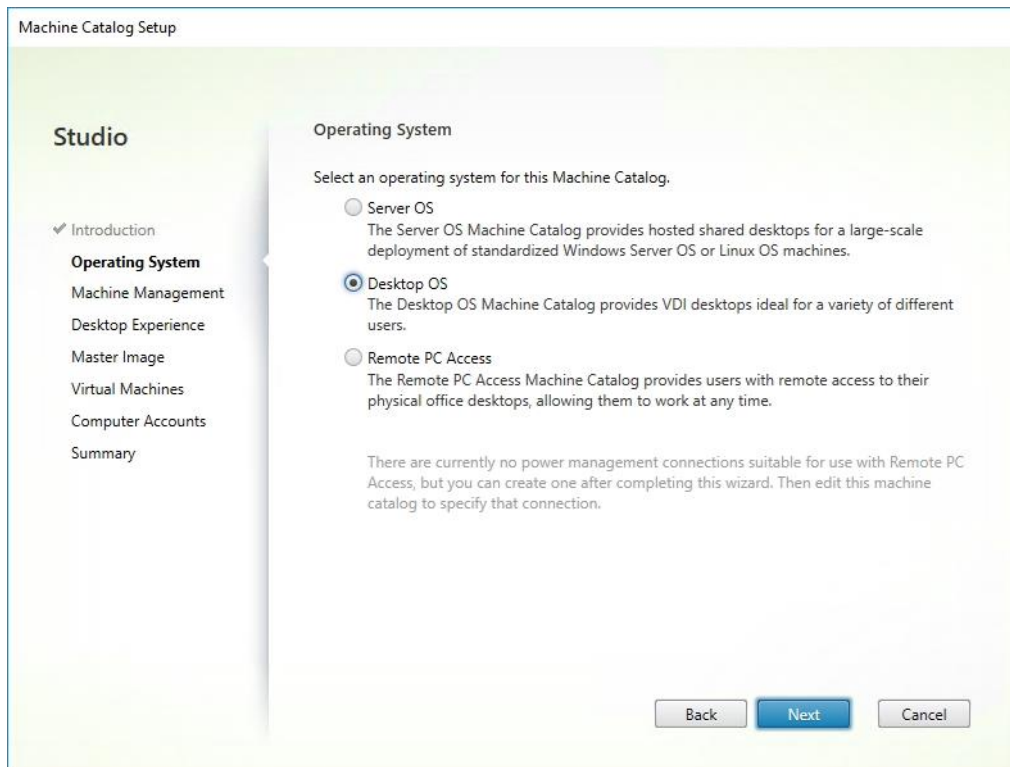 Machine Catalog Setup
Studio
Introduction
Operating System
Machine Management
Desktop Experience
Master Image
Virtual Machines
Computer Accounts
Summary
Operating System
Select an operating system for this Machine Catalog.
Server OS
The Server OS Machine Catalog provides hosted shared desktops for a large-scale
deployment of standardized Windows Server OS or Linux OS machines.
Desktop OS
The Desktop OS Machine Catalog provides VDI desktops ideal for a variety of different
users.
Remote PC Access
The Remote PC Access Machine Catalog provides users with remote access to their
physical office desktops, allowing them to work at any time.
There are currently no power management connections suitable for use with Remote PC
Access, but you can create one after completing this wizard. Then edit this machine
catalog to specify that connection.
Back
Next
Cancel